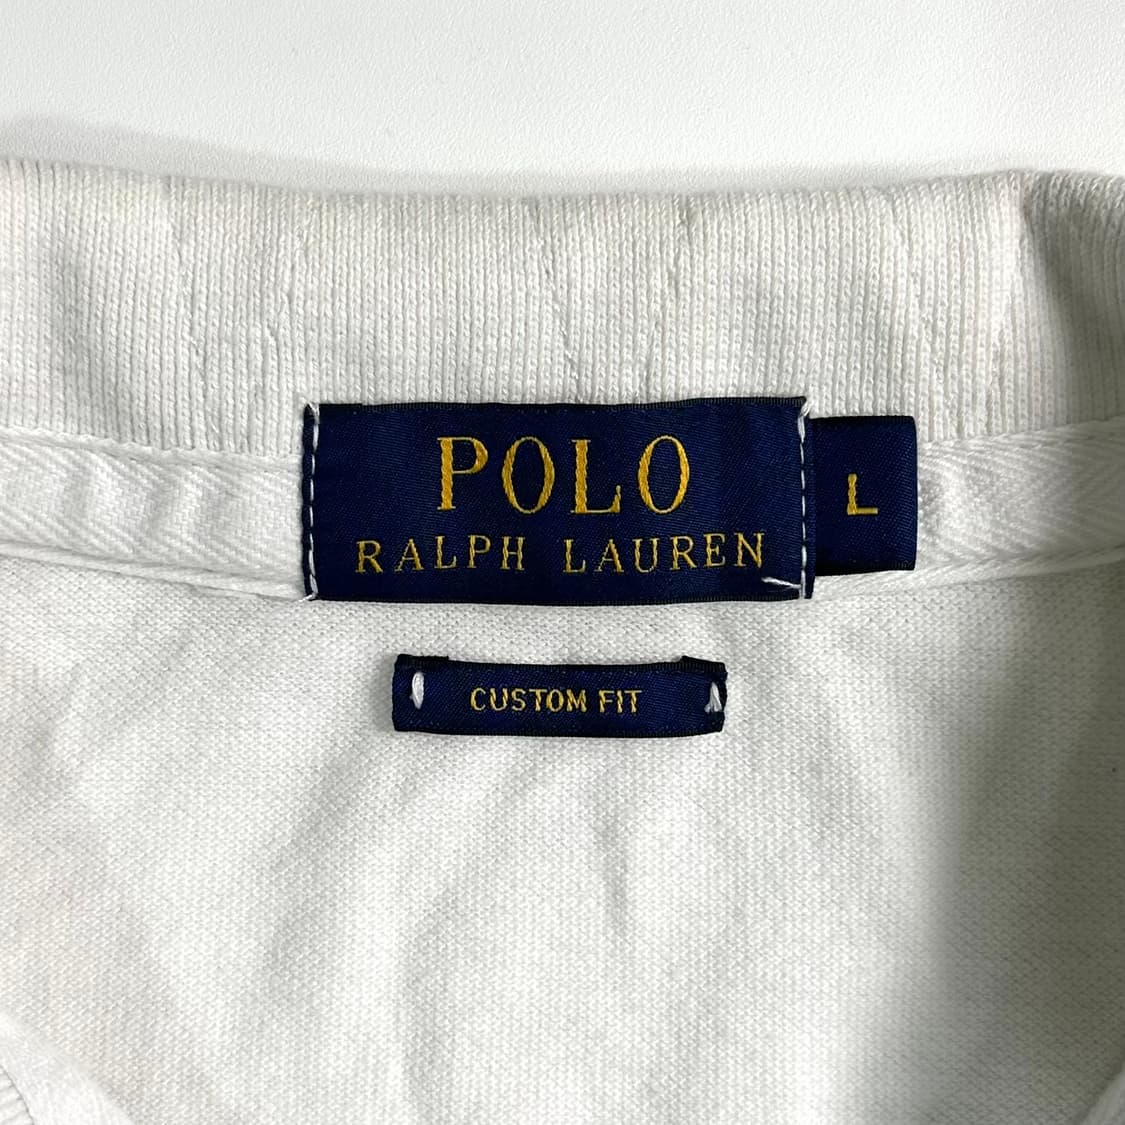 POLO
RALPH LAUREN
L
CUSTOM FIT